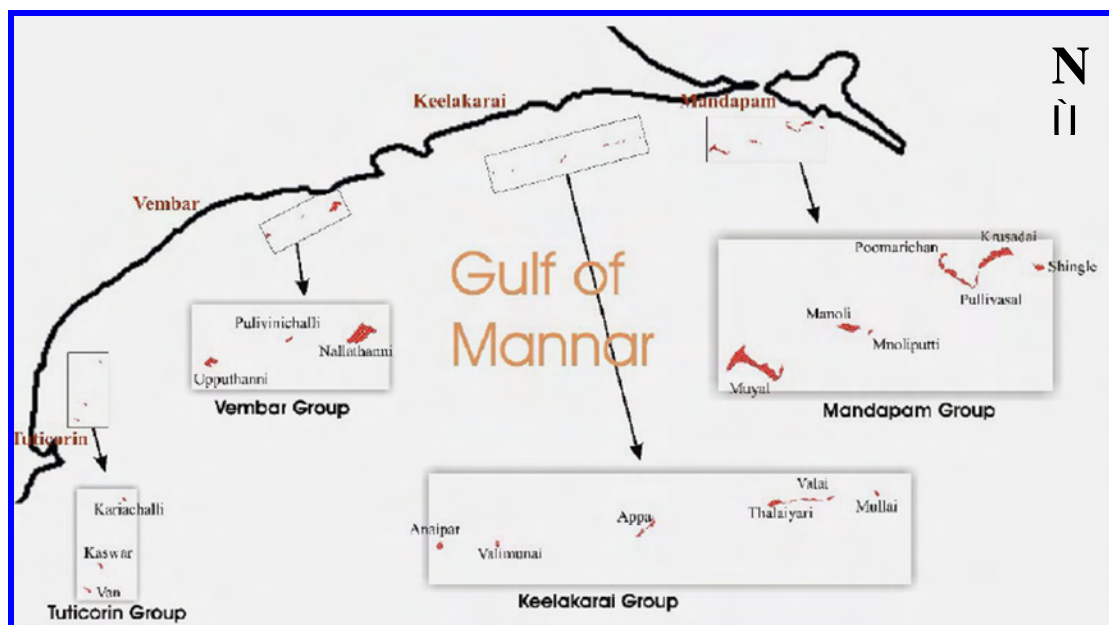 N
ÌÌ
Keelakarai
Mandapam
Vembar
Gulf of
Mannar
Tuticorin
Pulivinichalli
Nallathanni
Upputhanni
Vembar Group
Poomarichan
Krusadai
Shingle
Pullivasal
Manoli
Mnoliputti
Muyal
Mandapam Group
Kariachalli
Kaswar
Van
Tuticorin Group
Anaipar
Valimunai
Appa
Valai
Thalaiyari
Mullai
Keelakarai Group